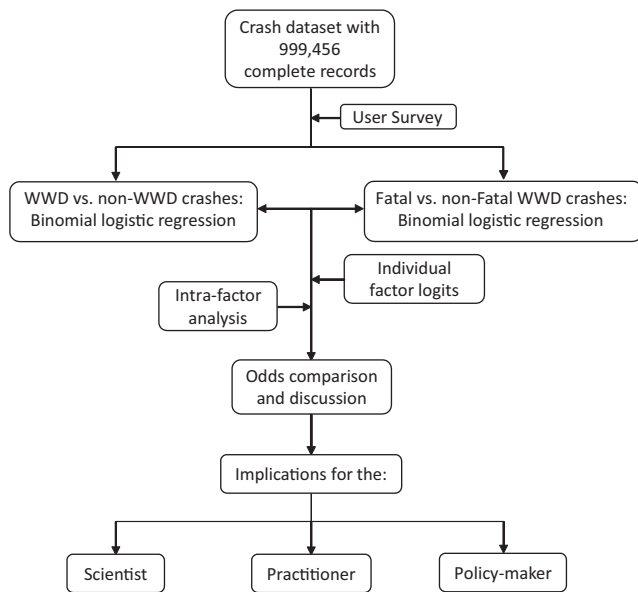 Crash dataset with
999,456
complete records
User Survey
WWD vs. non-WWD crashes:
Binomial logistic regression
Fatal vs. non-Fatal WWD crashes:
Binomial logistic regression
Individual
factor logits
Intra-factor
analysis
Odds comparison
and discussion
Implications for the:
Scientist
Practitioner
Policy-maker